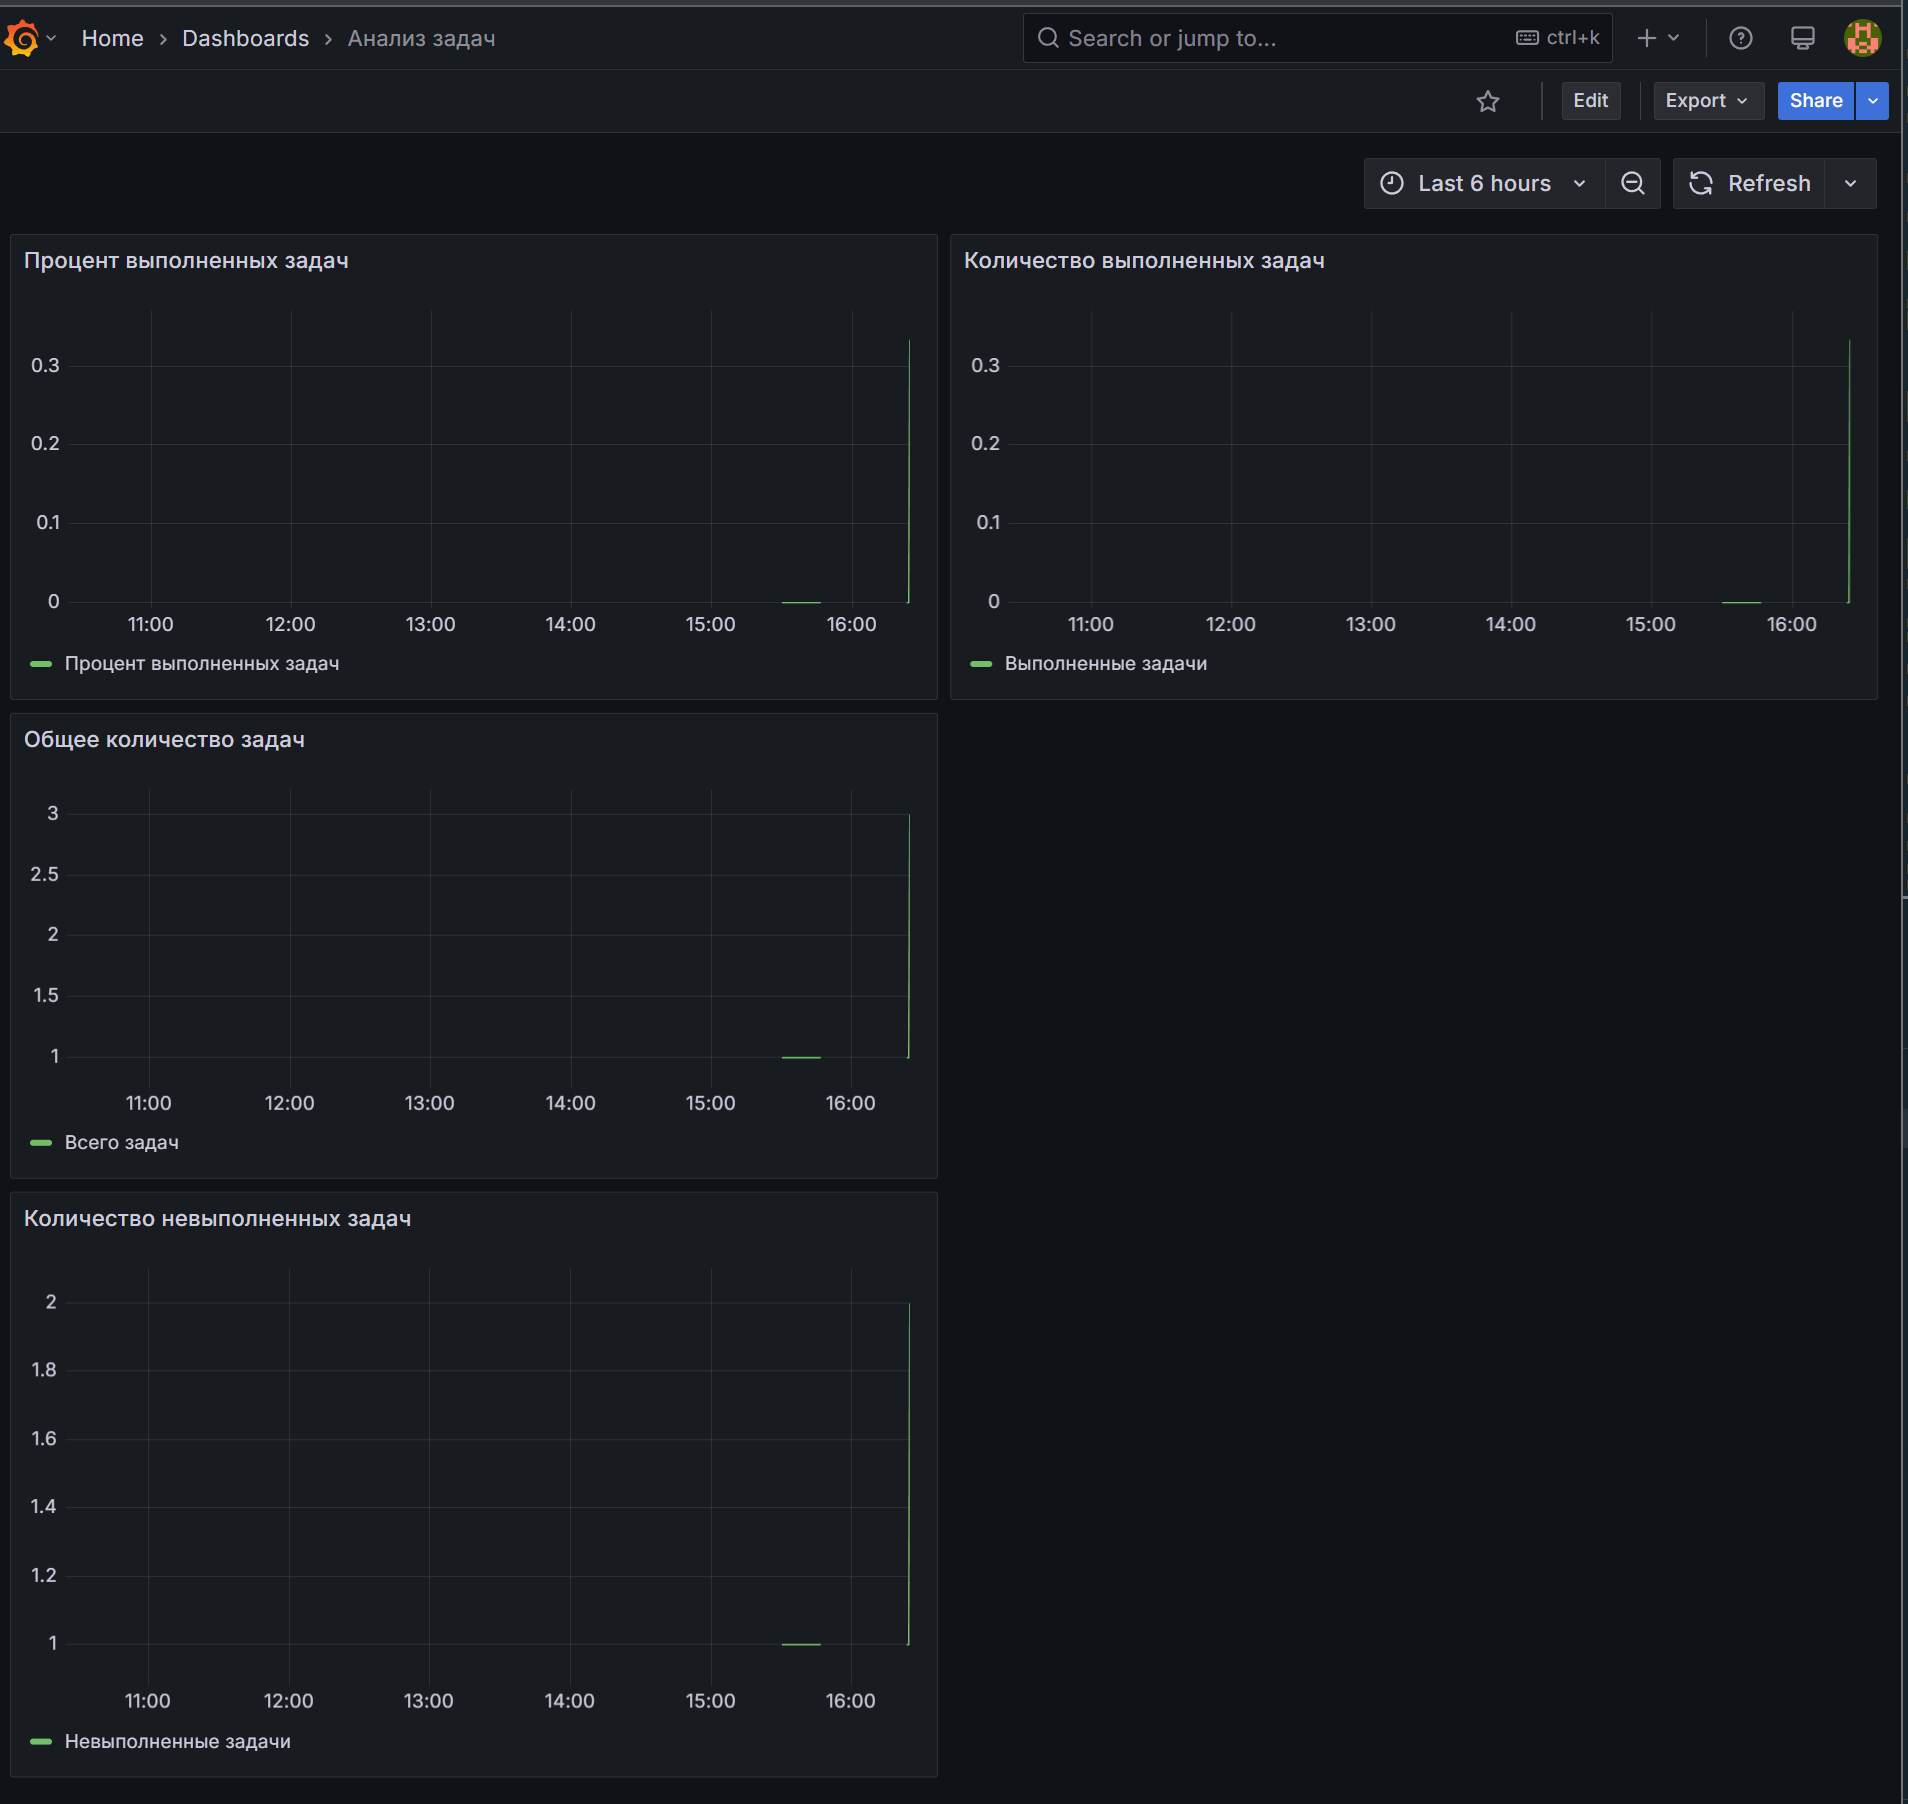 Home › Dashboards › Анализ задач
Search or jump to...
ctrl+k
Edit
Export
Share
Last 6 hours
Refresh
Процент выполненных задач
0.3
0.2
0.1
0
11:00 12:00 13:00 14:00 15:00 16:00
Процент выполненных задач
Количество выполненных задач
0.3
0.2
0.1
0
11:00 12:00 13:00 14:00 15:00 16:00
Выполненные задачи
Общее количество задач
3
2.5
2
1.5
1
11:00 12:00 13:00 14:00 15:00 16:00
Всего задач
Количество невыполненных задач
2
1.8
1.6
1.4
1.2
1
11:00 12:00 13:00 14:00 15:00 16:00
Невыполненные задачи